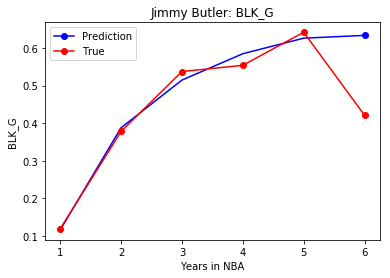 Jimmy Butler: BLK_G
Prediction
True
0.6
0.5
0.4
0.3
0.2
0.1
BLK_G
1 2 3 4 5 6
Years in NBA